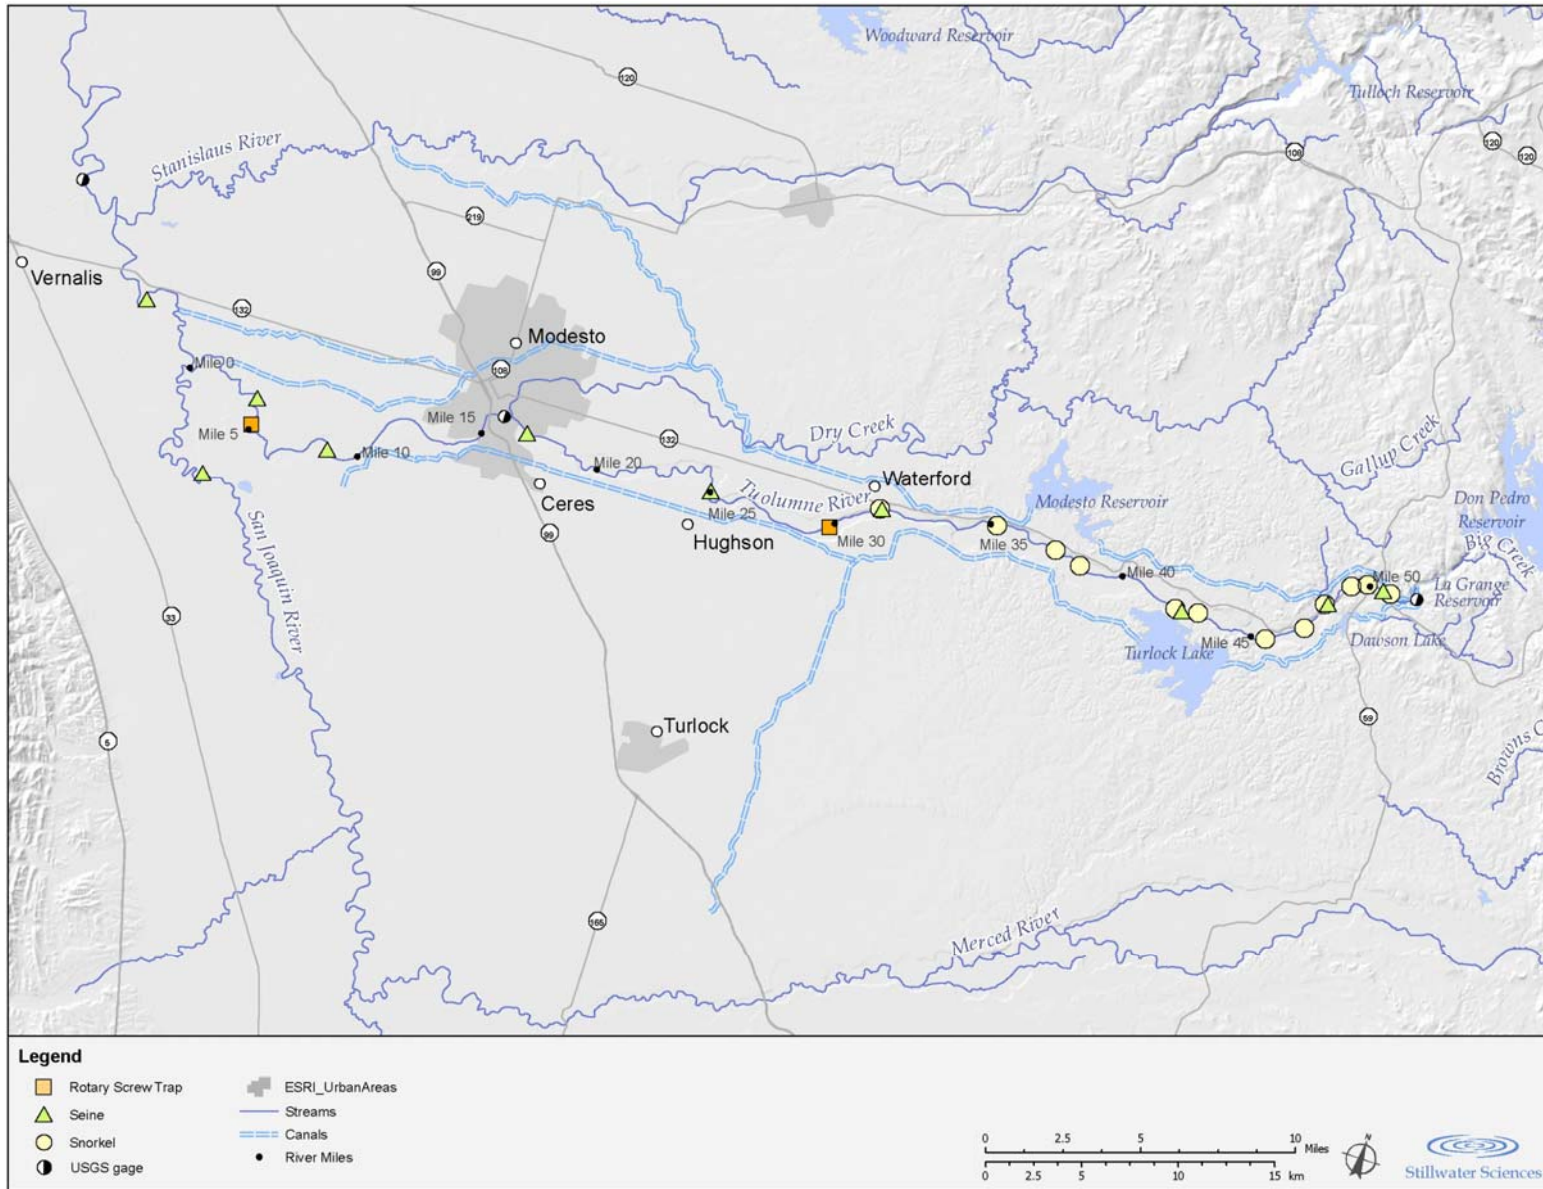 Woodward Reservoir
120
Tulloch Reservoir
120
120
108
Stanislaus River
219
99
Vernalis
132
Modesto
108
Mile 0
Mile 15
Mile 5
Mile 10
132
Dry Creek
Gallup Creek
Mile 20
Waterford
Tuolumne River
Modesto Reservoir
Don Pedro
Reservoir
Ceres
Mile 25
San Joaquin River
99
Hughson
Mile 30
Mile 35
Big Creek
Mile 40
Mile 50
La Grange
Reservoir
33
Mile 45
Dawson Lake
Turlock Lake
Turlock
59
5
Browns C
165
Merced River
Legend
Rotary Screw Trap
Seine
Snorkel
USGS gage
ESRI_UrbanAreas
Streams
Canals
River Miles
0 2.5 5 10 Miles
0 2.5 5 10 15 km
N
Stillwater Sciences